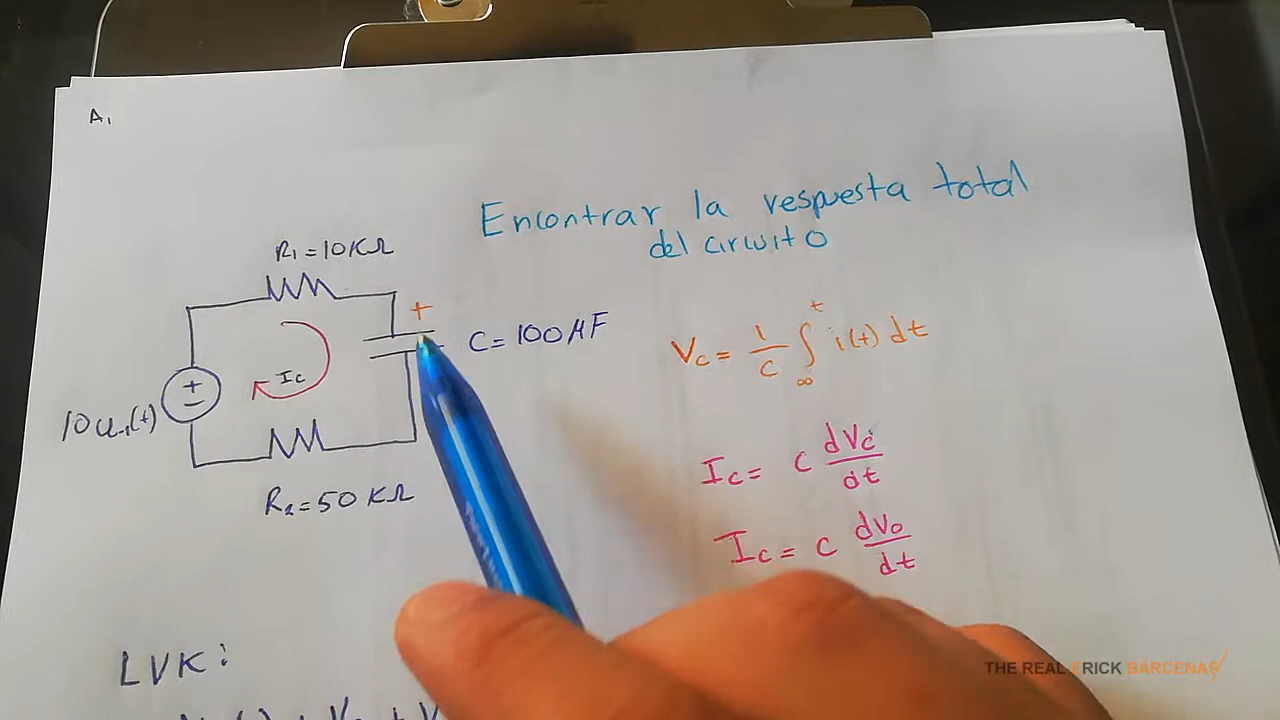 A1
Encontrar la respuesta total
del circuito
R1=10KΩ
+
C= 100μF
Ic
+
−
10u-1(t)
R2=50KΩ
Vc= 1/C ∫∞^t i(t) dt
Ic= C dVc/dt
Ic= C dVo/dt
LVK:
THE REAL ERICK BARCENAS